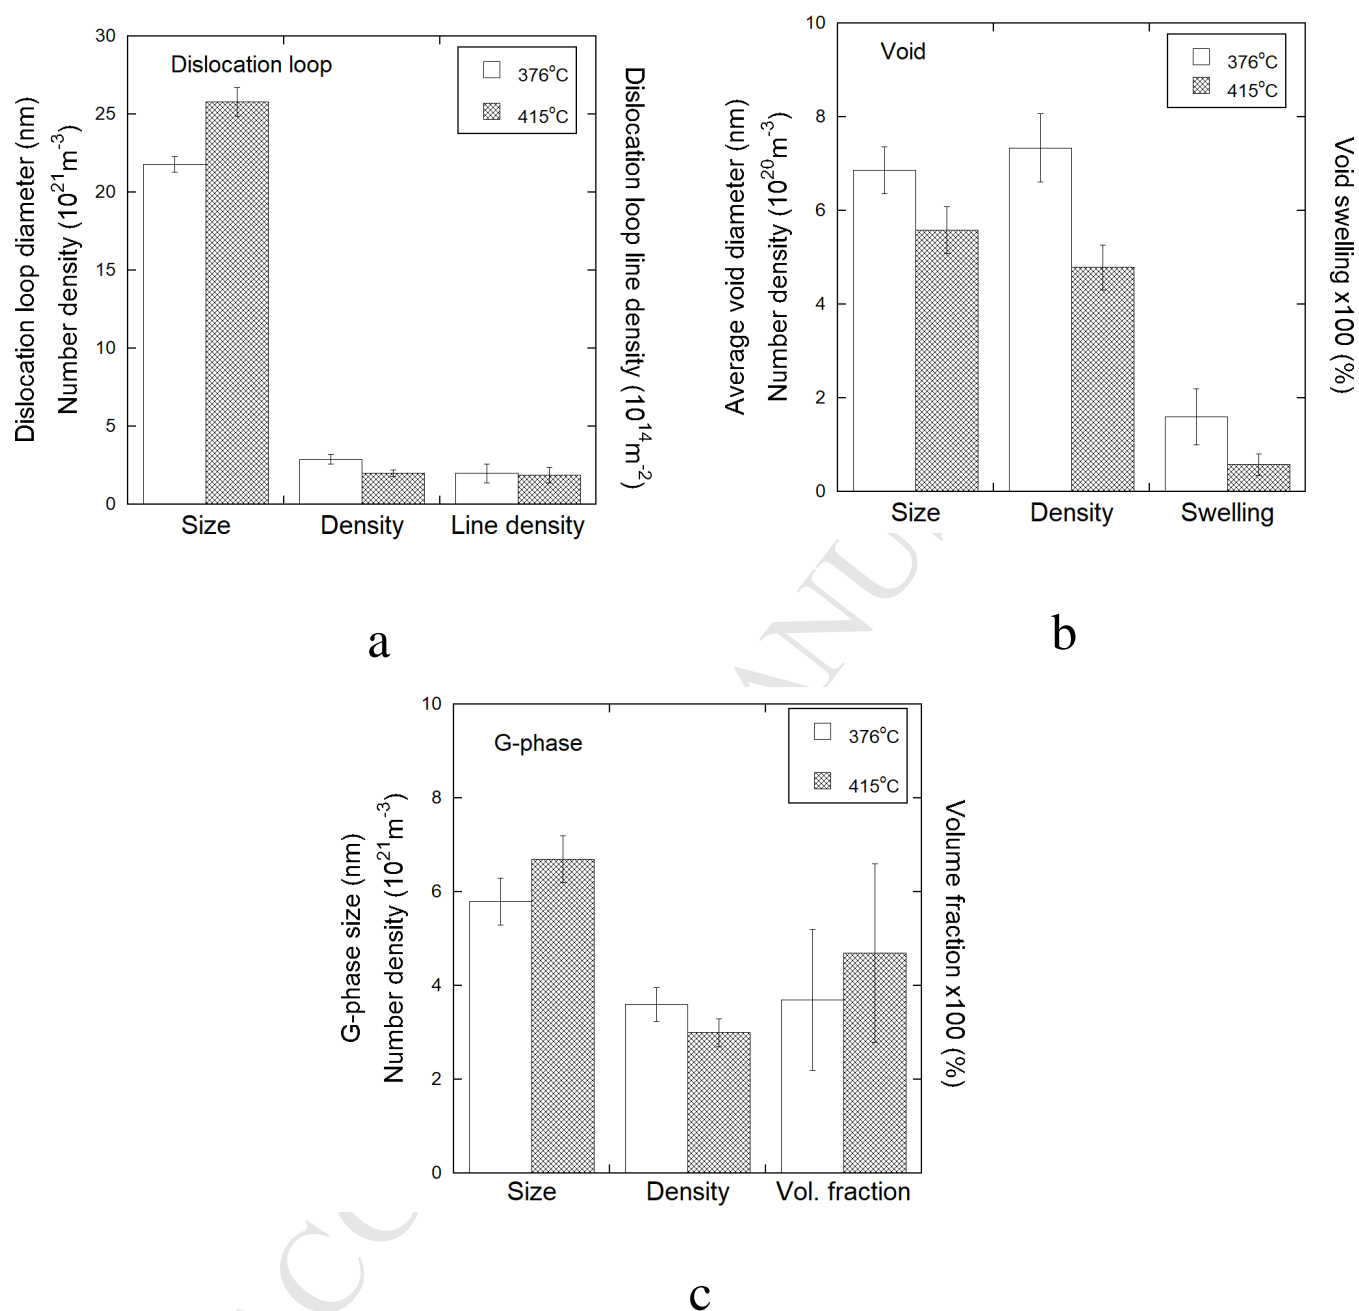 Dislocation loop
376°C
415°C
30
25
20
15
10
5
0
Dislocation loop diameter (nm)
Number density (10²¹m⁻³)
Dislocation loop line density (10¹⁴m⁻²)
Size Density Line density
a
Void
376°C
415°C
10
8
6
4
2
0
Average void diameter (nm)
Number density (10²⁰m⁻³)
Void swelling x100 (%)
Size Density Swelling
b
G-phase
376°C
415°C
10
8
6
4
2
0
G-phase size (nm)
Number density (10²¹m⁻³)
Volume fraction x100 (%)
Size Density Vol. fraction
c